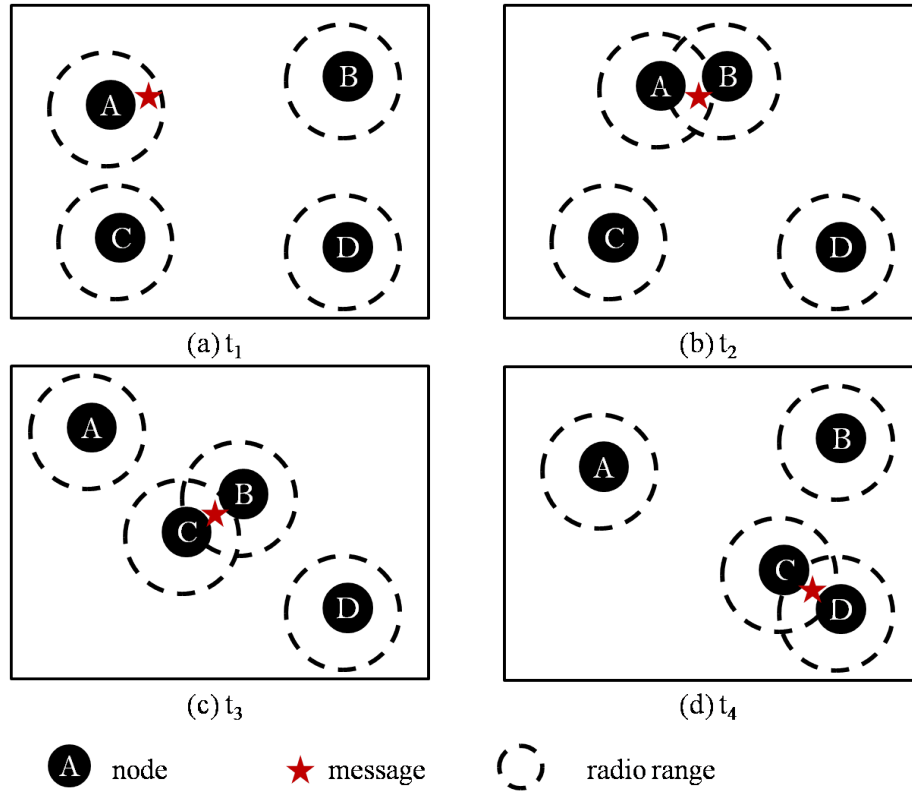 A
B
C
D
(a) t₁
A
B
C
D
(b) t₂
A
B
C
D
(c) t₃
A
B
C
D
(d) t₄
A node
message
radio range